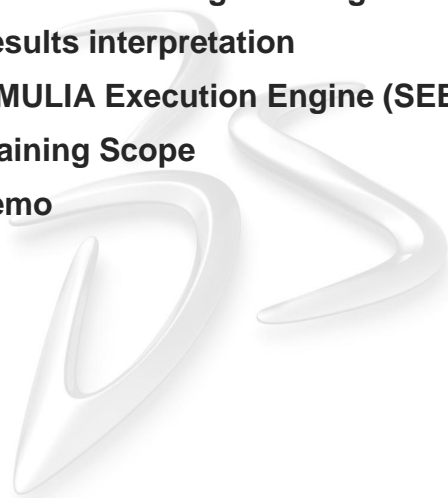 esults interpretation
MULIA Execution Engine (SEE
aining Scope
emo